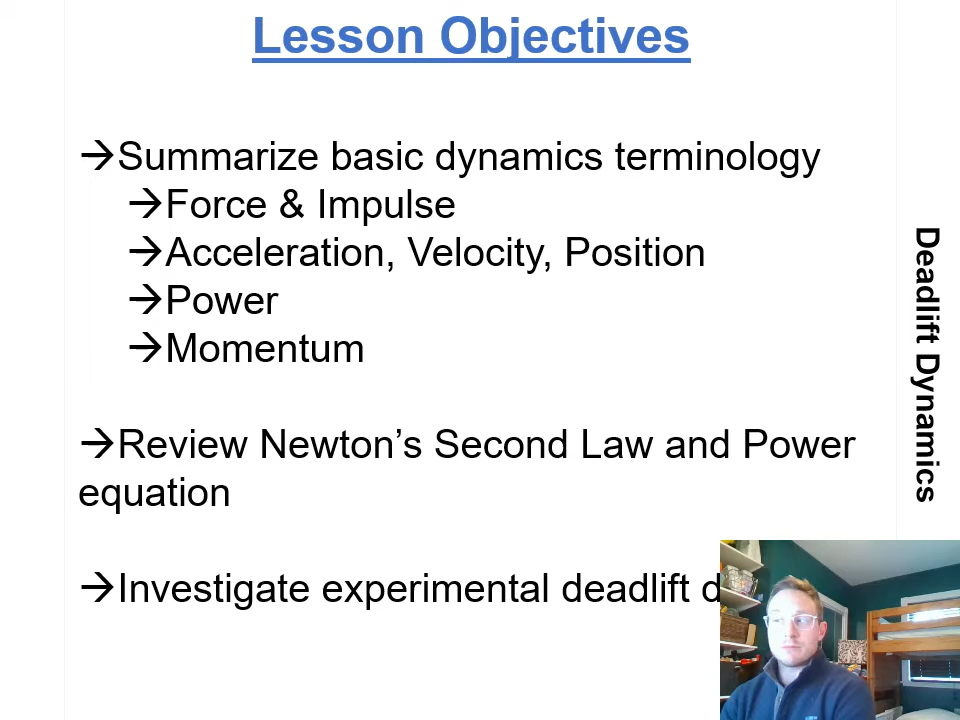 Lesson Objectives
→Summarize basic dynamics terminology
→Force & Impulse
→Acceleration, Velocity, Position
→Power
→Momentum
→Review Newton’s Second Law and Power
equation
→Investigate experimental deadlift
Deadlift Dynamics